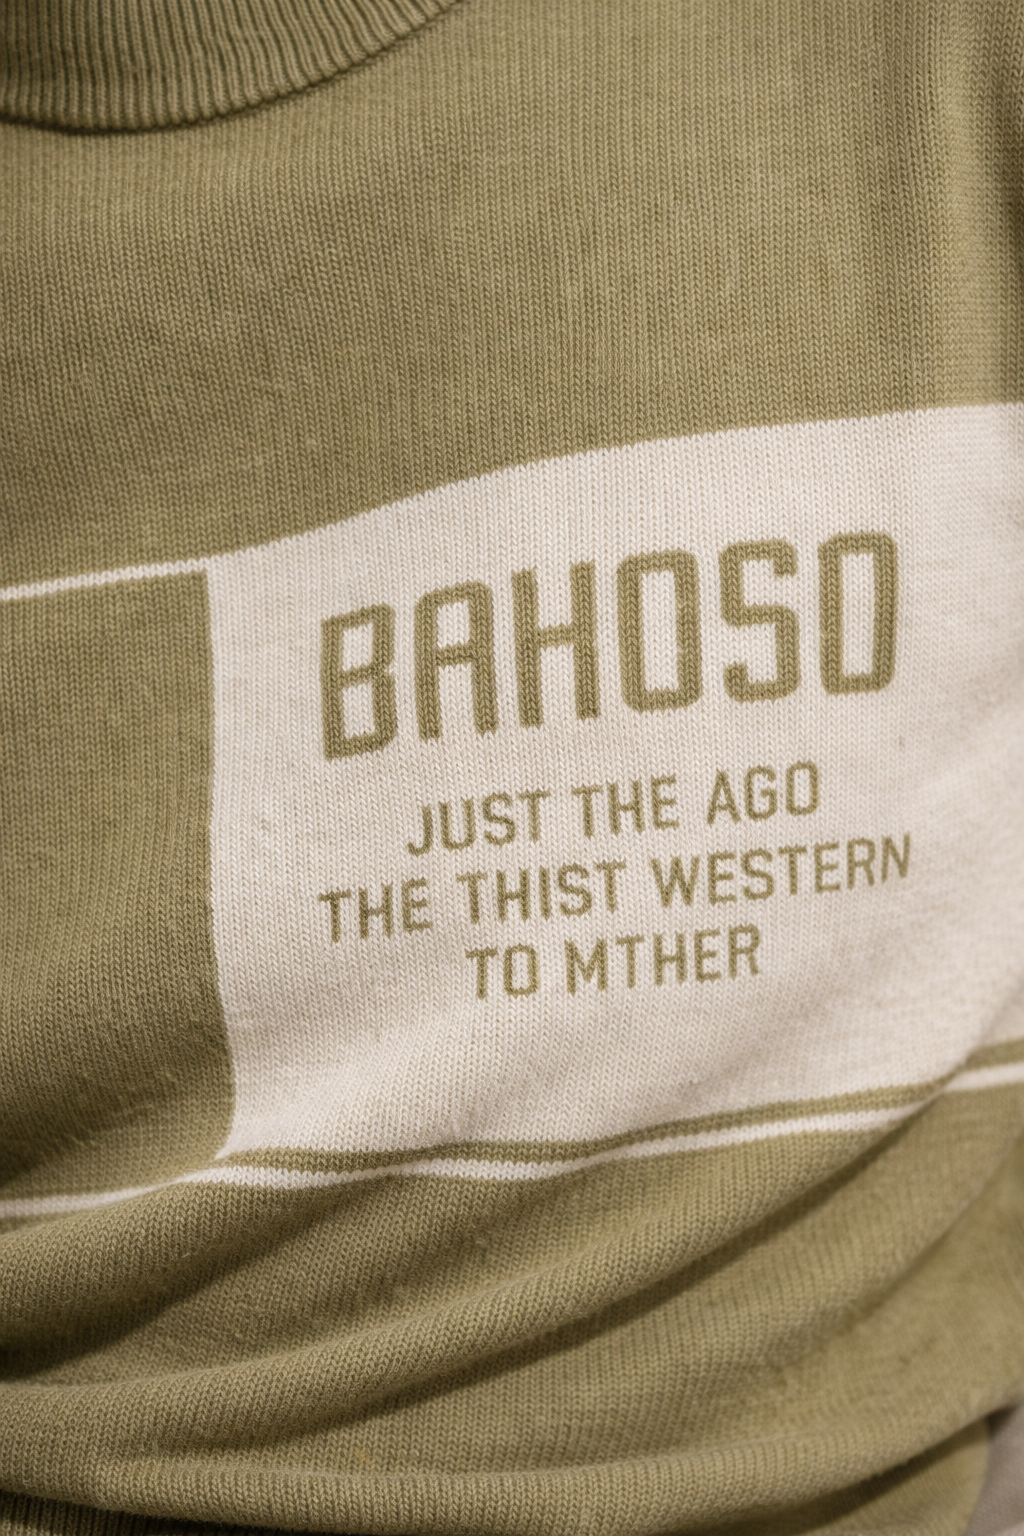 BAHOSO
JUST THE AGO
THE THIST WESTERN
TO MTHER